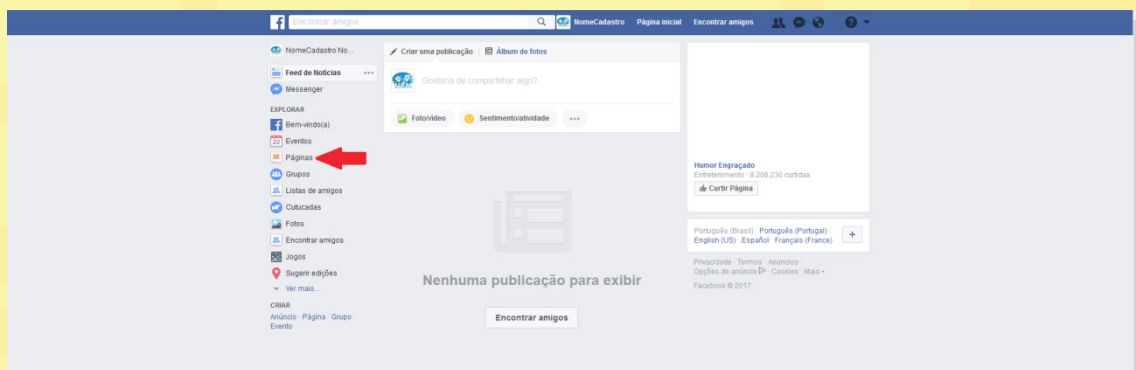 Encontrar amigos
NomeCadastro Página inicial Encontrar amigos
NomeCadastro No...
Feed de Notícias
Messenger
EXPLORAR
Bem-vindo(a)
22 Eventos
Páginas
Grupos
Listas de amigos
Cutucadas
Fotos
Encontrar amigos
Jogos
Sugerir edições
Ver mais...
CRIAR
Anúncio · Página · Grupo ·
Evento
Criar uma publicação Álbum de fotos
Gostaria de compartilhar algo?
Foto/vídeo Sentimento/atividade
Nenhuma publicação para exibir
Encontrar amigos
Humor Engraçado
Entretenimento · 8.208.230 curtidas
Curtir Página
Português (Brasil) · Português (Portugal) ·
English (US) · Español · Français (France)
Privacidade · Termos · Anúncios ·
Opções de anúncio · Cookies · Mais
Facebook © 2017